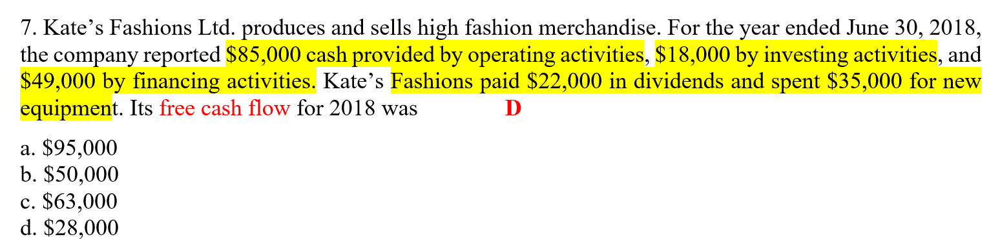 7. Kate’s Fashions Ltd. produces and sells high fashion merchandise. For the year ended June 30, 2018,
the company reported $85,000 cash provided by operating activities, $18,000 by investing activities, and
$49,000 by financing activities. Kate’s Fashions paid $22,000 in dividends and spent $35,000 for new
equipment. Its free cash flow for 2018 was D
a. $95,000
b. $50,000
c. $63,000
d. $28,000